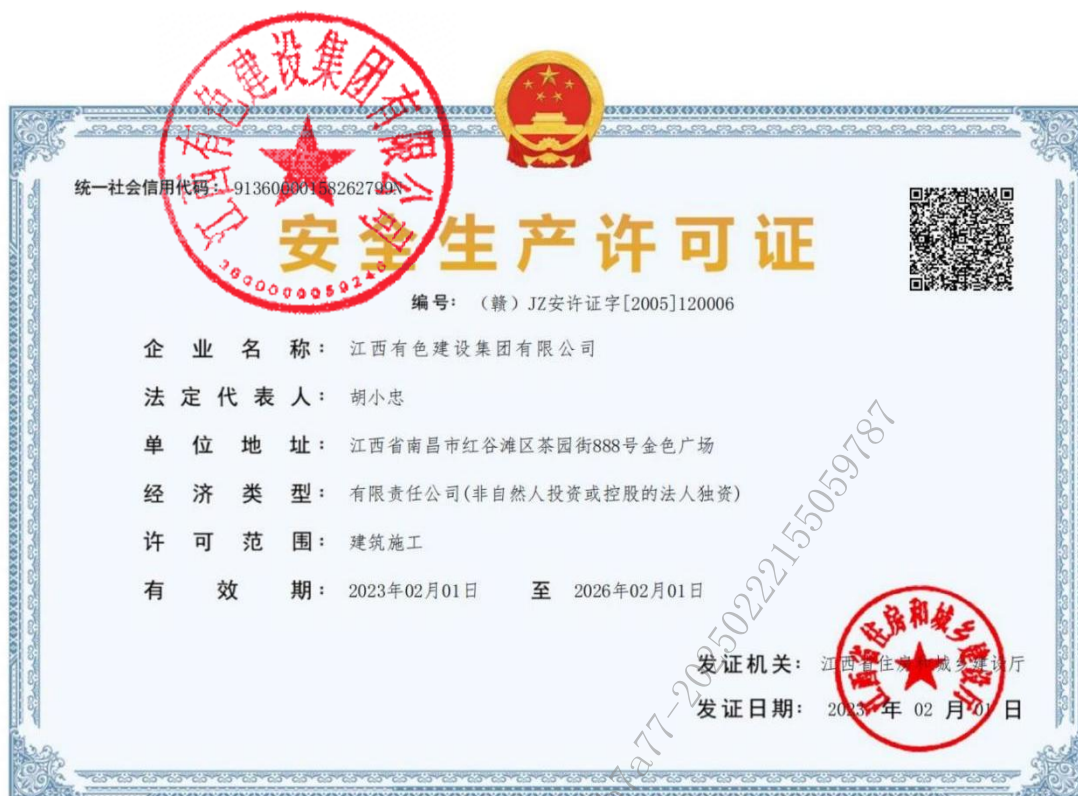 江西有色建设集团有限公司
统一社会信用代码：91360000158262799N
3600000059246
安全生产许可证
编号：（赣）JZ安许证字[2005]120006
企业名称：江西有色建设集团有限公司
法定代表人：胡小忠
单位地址：江西省南昌市红谷滩区茶园街888号金色广场
经济类型：有限责任公司(非自然人投资或控股的法人独资)
许可范围：建筑施工
有效期：2023年02月01日 至 2026年02月01日
发证机关：江西省住房和城乡建设厅
发证日期：2023年02月01日
江西省住房和城乡建设厅
7a77-20250222155059787